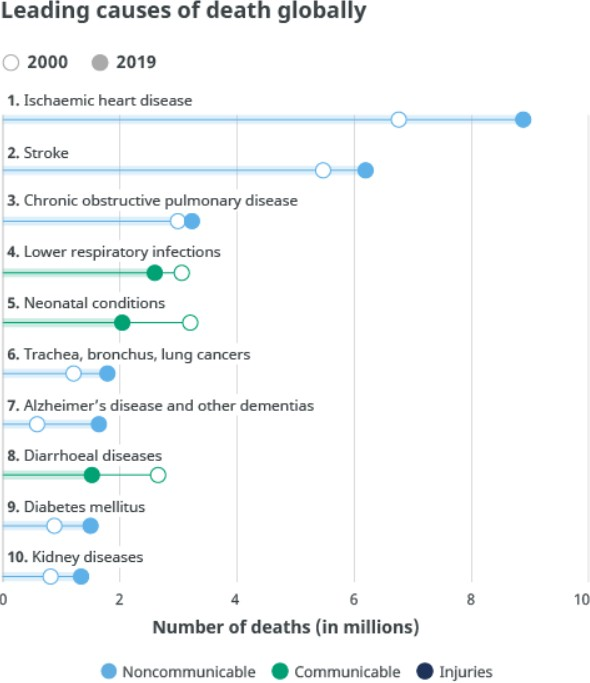 Leading causes of death globally
2000 2019
1. Ischaemic heart disease
2. Stroke
3. Chronic obstructive pulmonary disease
4. Lower respiratory infections
5. Neonatal conditions
6. Trachea, bronchus, lung cancers
7. Alzheimer's disease and other dementias
8. Diarrhoeal diseases
9. Diabetes mellitus
10. Kidney diseases
0 2 4 6 8 10
Number of deaths (in millions)
Noncommunicable Communicable Injuries